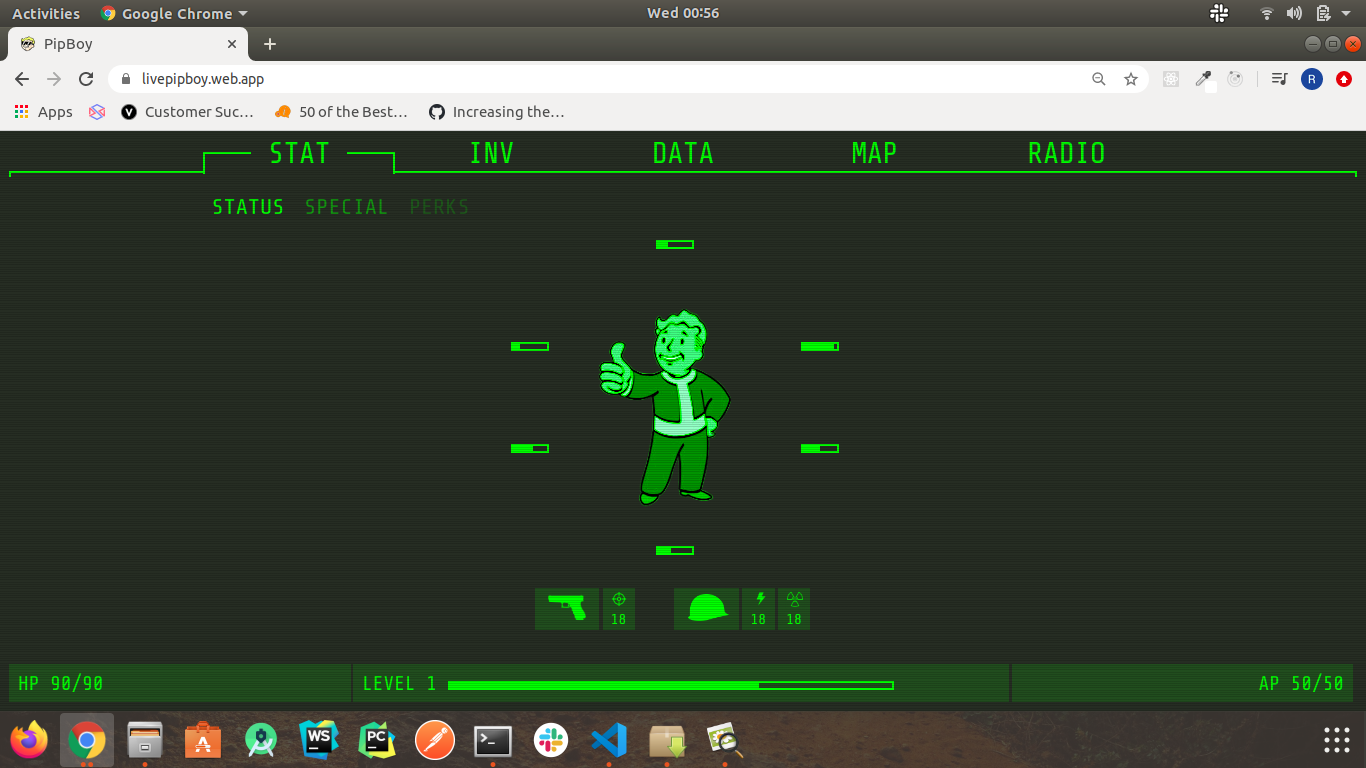 Activities Google Chrome Wed 00:56
PipBoy
livepipboy.web.app R
Apps V Customer Suc... 50 of the Best... Increasing the...
STAT INV DATA MAP RADIO
STATUS SPECIAL PERKS
18 18 18
HP 90/90 LEVEL 1 AP 50/50
WS PC